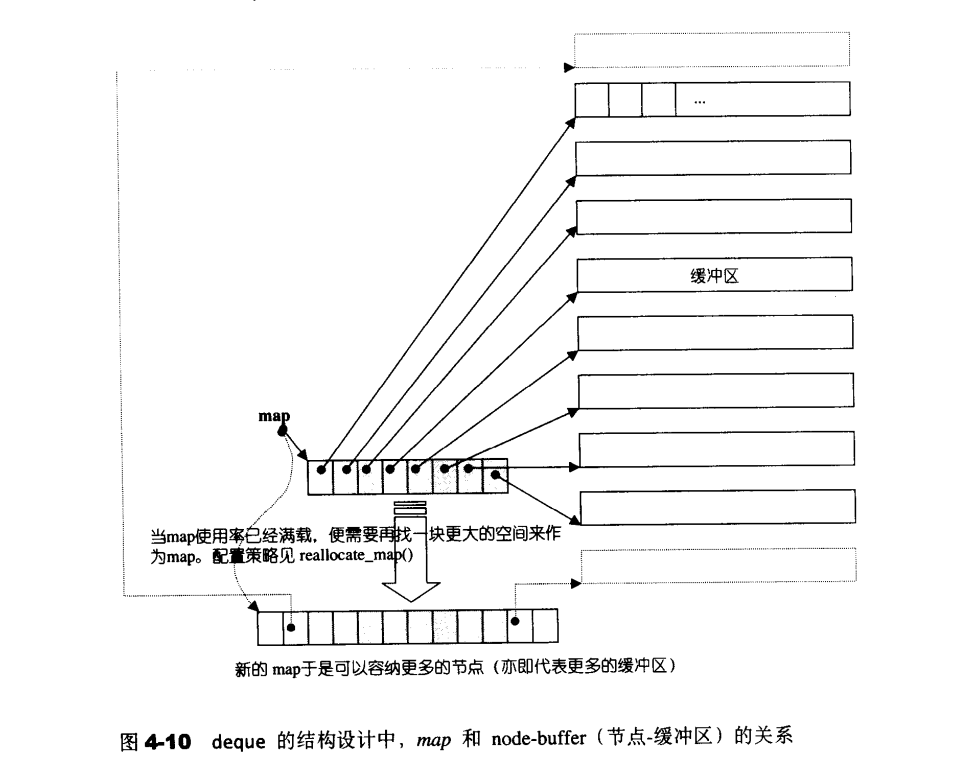 ...
缓冲区
map
当map使用率已经满载，便需要再找一块更大的空间来作
为map。配置策略见 reallocate_map()
新的 map于是可以容纳更多的节点（亦即代表更多的缓冲区）
图 4-10 deque 的结构设计中，map 和 node-buffer（节点-缓冲区）的关系